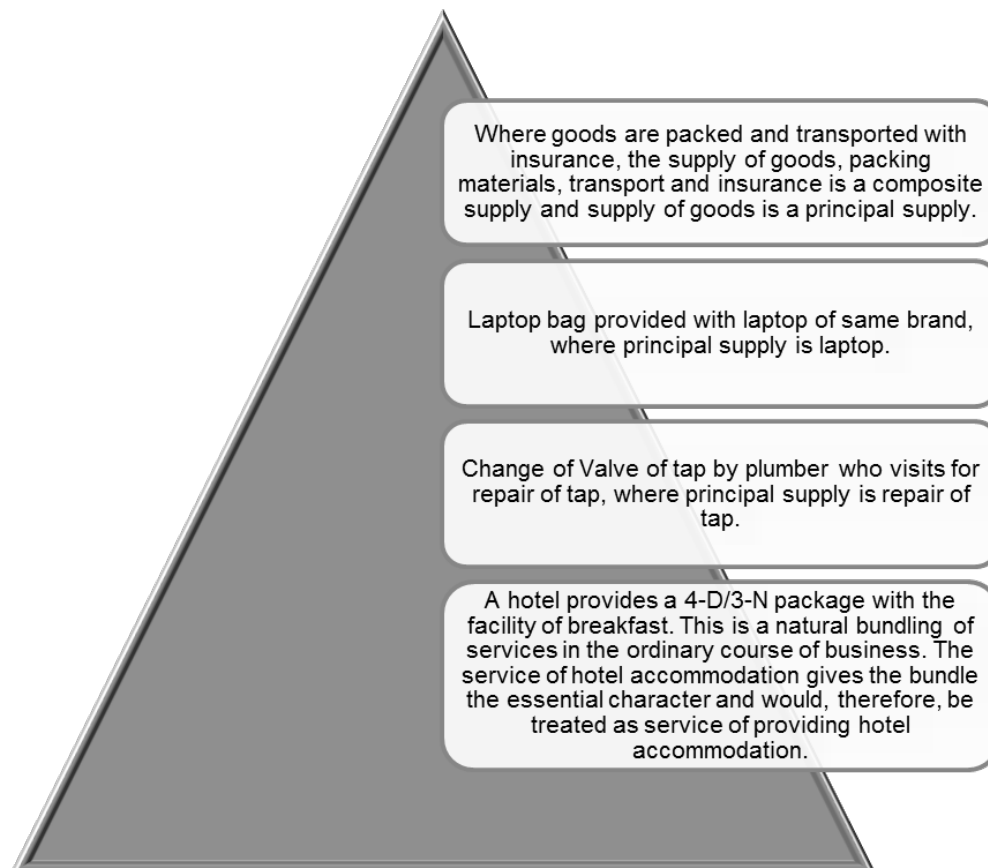 Where goods are packed and transported with
insurance, the supply of goods, packing
materials, transport and insurance is a composite
supply and supply of goods is a principal supply.
Laptop bag provided with laptop of same brand,
where principal supply is laptop.
Change of Valve of tap by plumber who visits for
repair of tap, where principal supply is repair of
tap.
A hotel provides a 4-D/3-N package with the
facility of breakfast. This is a natural bundling of
services in the ordinary course of business. The
service of hotel accommodation gives the bundle
the essential character and would, therefore, be
treated as service of providing hotel
accommodation.